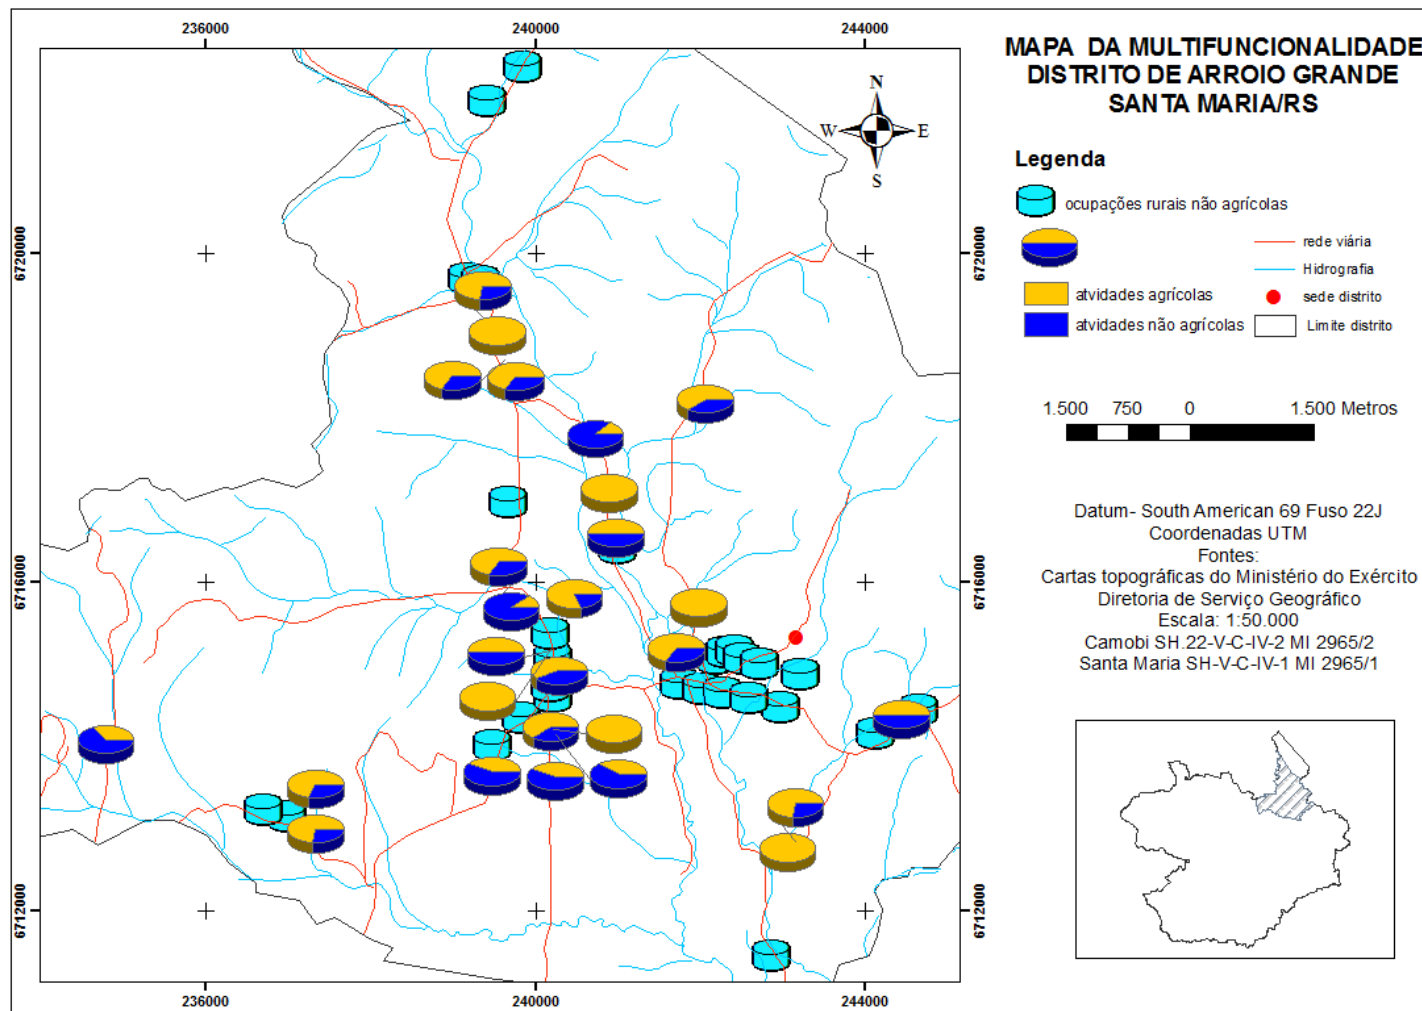 236000
240000
244000
MAPA DA MULTIFUNCIONALIDADE
DISTRITO DE ARROIO GRANDE
SANTA MARIA/RS
N
W
E
S
Legenda
ocupações rurais não agrícolas
rede viária
Hidrografia
atvidades agrícolas
sede distrito
atvidades não agrícolas
Limite distrito
6720000
6720000
1.500 750 0 1.500 Metros
Datum- South American 69 Fuso 22J
Coordenadas UTM
Fontes:
Cartas topográficas do Ministério do Exército
Diretoria de Serviço Geográfico
Escala: 1:50.000
Camobi SH.22-V-C-IV-2 MI 2965/2
Santa Maria SH-V-C-IV-1 MI 2965/1
6716000
6716000
6712000
6712000
236000
240000
244000